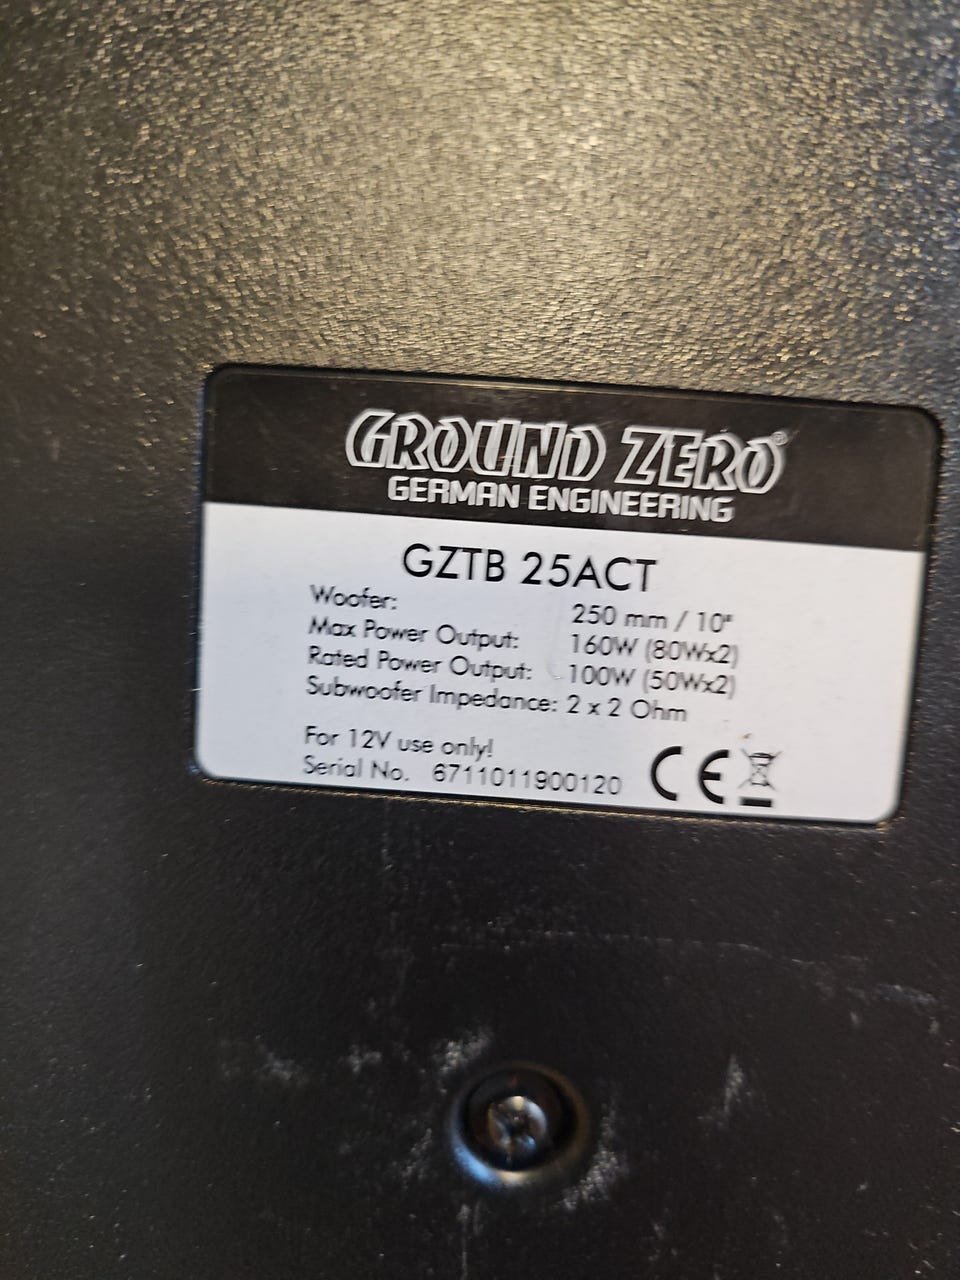 GROUND ZERO®
GERMAN ENGINEERING
GZTB 25ACT
Woofer: 250 mm / 10"
Max Power Output: 160W (80Wx2)
Rated Power Output: 100W (50Wx2)
Subwoofer Impedance: 2 x 2 Ohm
For 12V use only!
Serial No. 6711011900120
CE